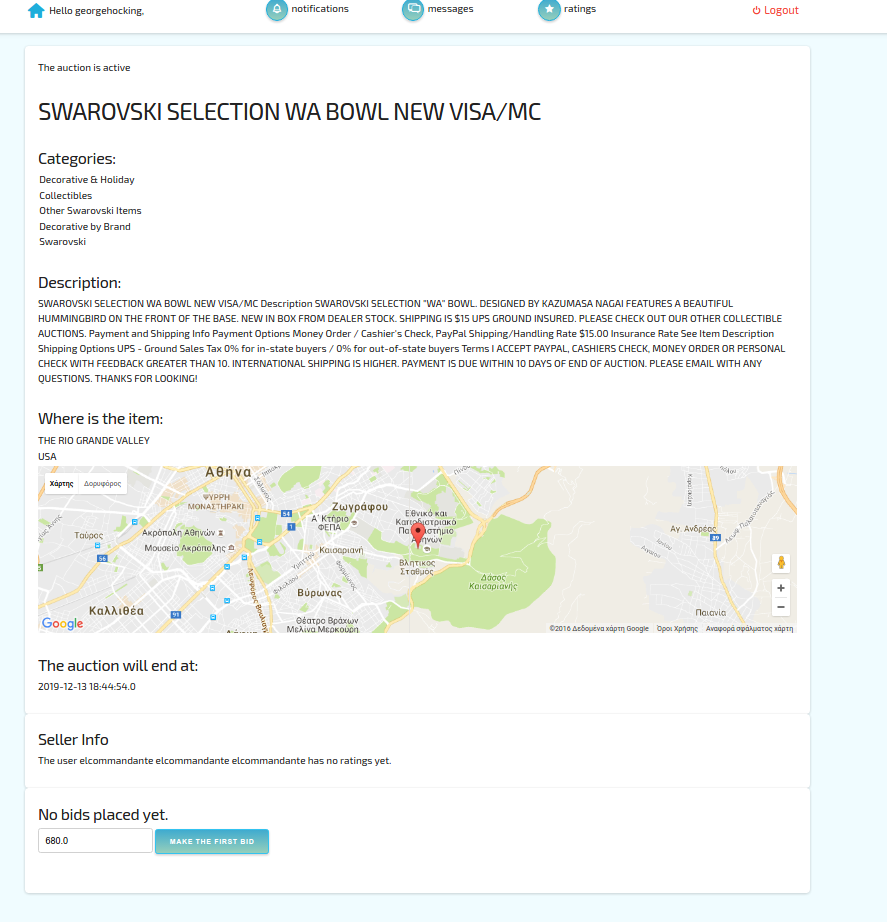 Hello georgehocking,
notifications
messages
ratings
Logout
The auction is active
SWAROVSKI SELECTION WA BOWL NEW VISA/MC
Categories:
Decorative & Holiday
Collectibles
Other Swarovski Items
Decorative by Brand
Swarovski
Description:
SWAROVSKI SELECTION WA BOWL NEW VISA/MC Description SWAROVSKI SELECTION "WA" BOWL. DESIGNED BY KAZUMASA NAGAI FEATURES A BEAUTIFUL
HUMMINGBIRD ON THE FRONT OF THE BASE. NEW IN BOX FROM DEALER STOCK. SHIPPING IS $15 UPS GROUND INSURED. PLEASE CHECK OUT OUR OTHER COLLECTIBLE
AUCTIONS. Payment and Shipping Info Payment Options Money Order / Cashier's Check, PayPal Shipping/Handling Rate $15.00 Insurance Rate See Item Description
Shipping Options UPS - Ground Sales Tax 0% for in-state buyers / 0% for out-of-state buyers Terms I ACCEPT PAYPAL, CASHIERS CHECK, MONEY ORDER OR PERSONAL
CHECK WITH FEEDBACK GREATER THAN 10. INTERNATIONAL SHIPPING IS HIGHER. PAYMENT IS DUE WITHIN 10 DAYS OF END OF AUCTION. PLEASE EMAIL WITH ANY
QUESTIONS. THANKS FOR LOOKING!
Where is the item:
THE RIO GRANDE VALLEY
USA
Χάρτης Δορυφόρος
Αθήνα
ΨΥΡΡΗ
ΜΟΝΑΣΤΗΡΑΚΙ
Ζωγράφου
54
Α' Κτήριο
ΦΕΠΑ
1
Εθνικό και
Καποδιστριακό
Πανεπιστήμιο
Αθηνών
Ταύρος
Ακρόπολη Αθηνών
Μουσείο Ακρόπολης
Καισαριανή
56
Βλητικός
Σταθμός
Δάσος
Καισαριανής
Αγ. Ανδρέας
89
Βύρωνας
Καλλιθέα
91
Θέατρο Βράχων
Μελίνα Μερκούρη
Παιανία
+
−
Google
©2016 Δεδομένα χάρτη Google Όροι Χρήσης Αναφορά σφάλματος χάρτη
The auction will end at:
2019-12-13 18:44:54.0
Seller Info
The user elcommandante elcommandante elcommandante has no ratings yet.
No bids placed yet.
680.0
MAKE THE FIRST BID